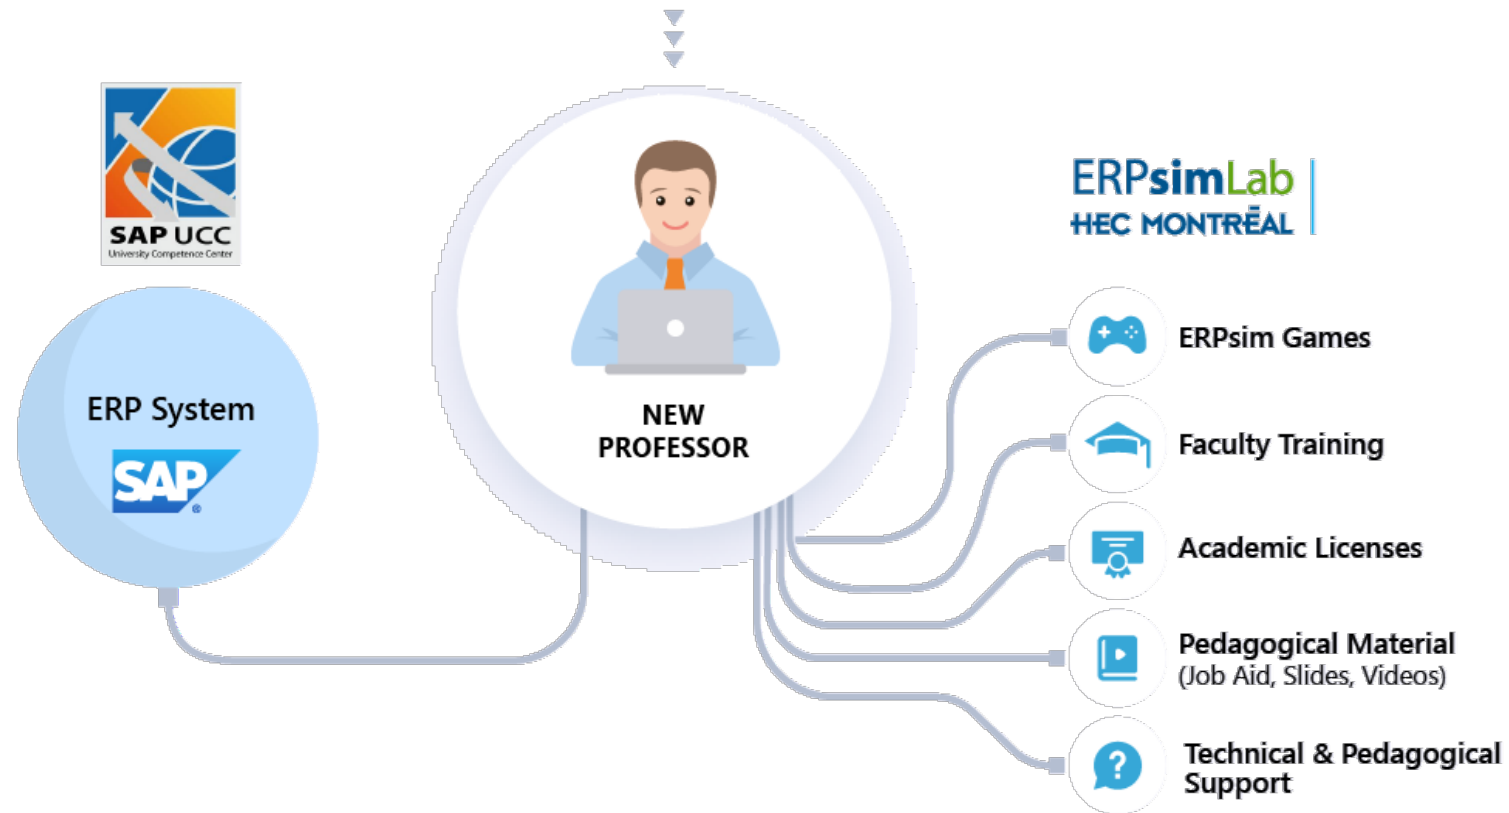 SAP UCC
University Competence Center
ERP System
SAP®
NEW
PROFESSOR
ERPsimLab
HEC MONTRĒAL
ERPsim Games
Faculty Training
Academic Licenses
Pedagogical Material
(Job Aid, Slides, Videos)
Technical & Pedagogical
Support